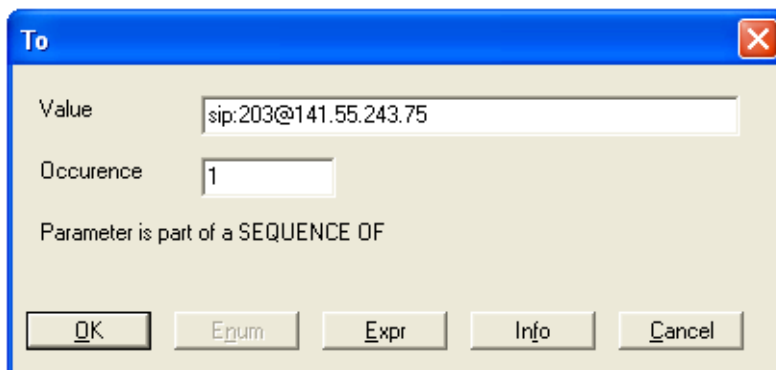 To
Value sip:203@141.55.243.75
Occurence 1
Parameter is part of a SEQUENCE OF
OK Enum Expr Info Cancel